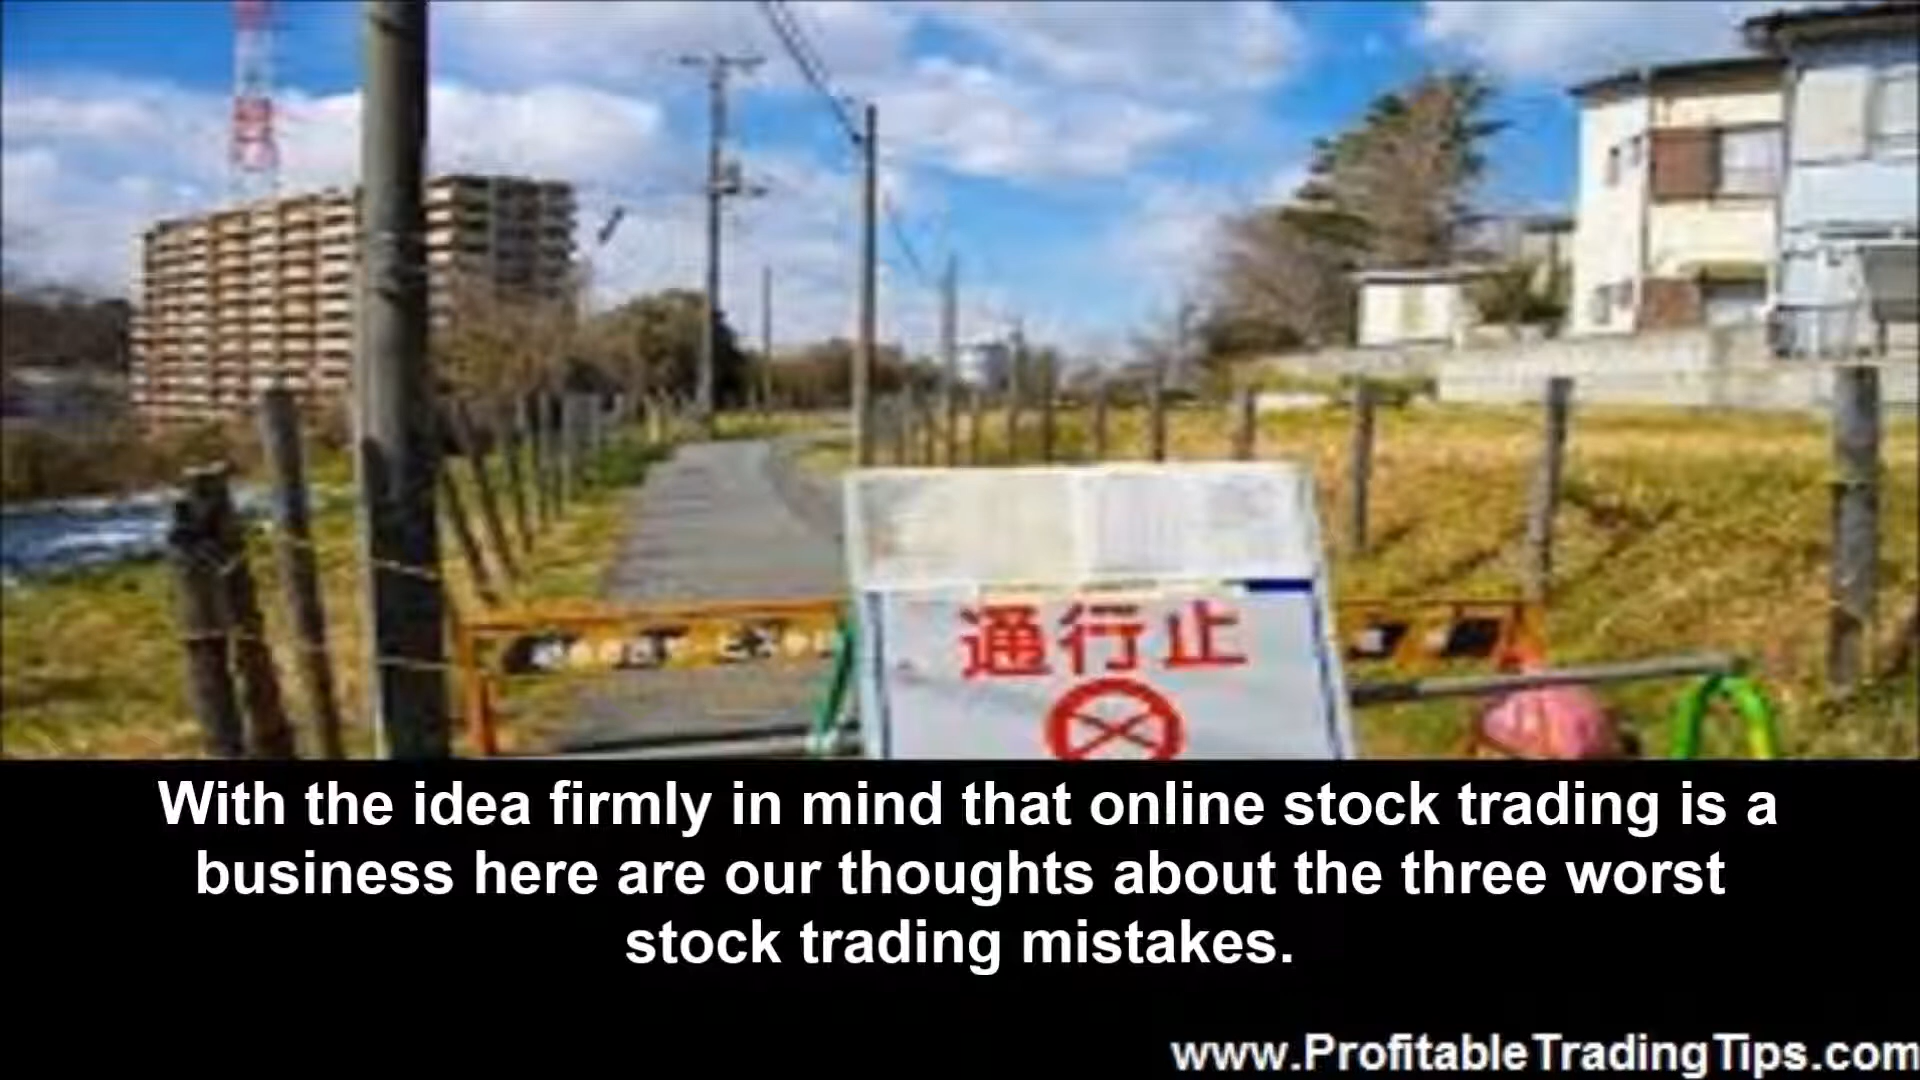 通行止
With the idea firmly in mind that online stock trading is a
business here are our thoughts about the three worst
stock trading mistakes.
www.ProfitableTradingTips.com